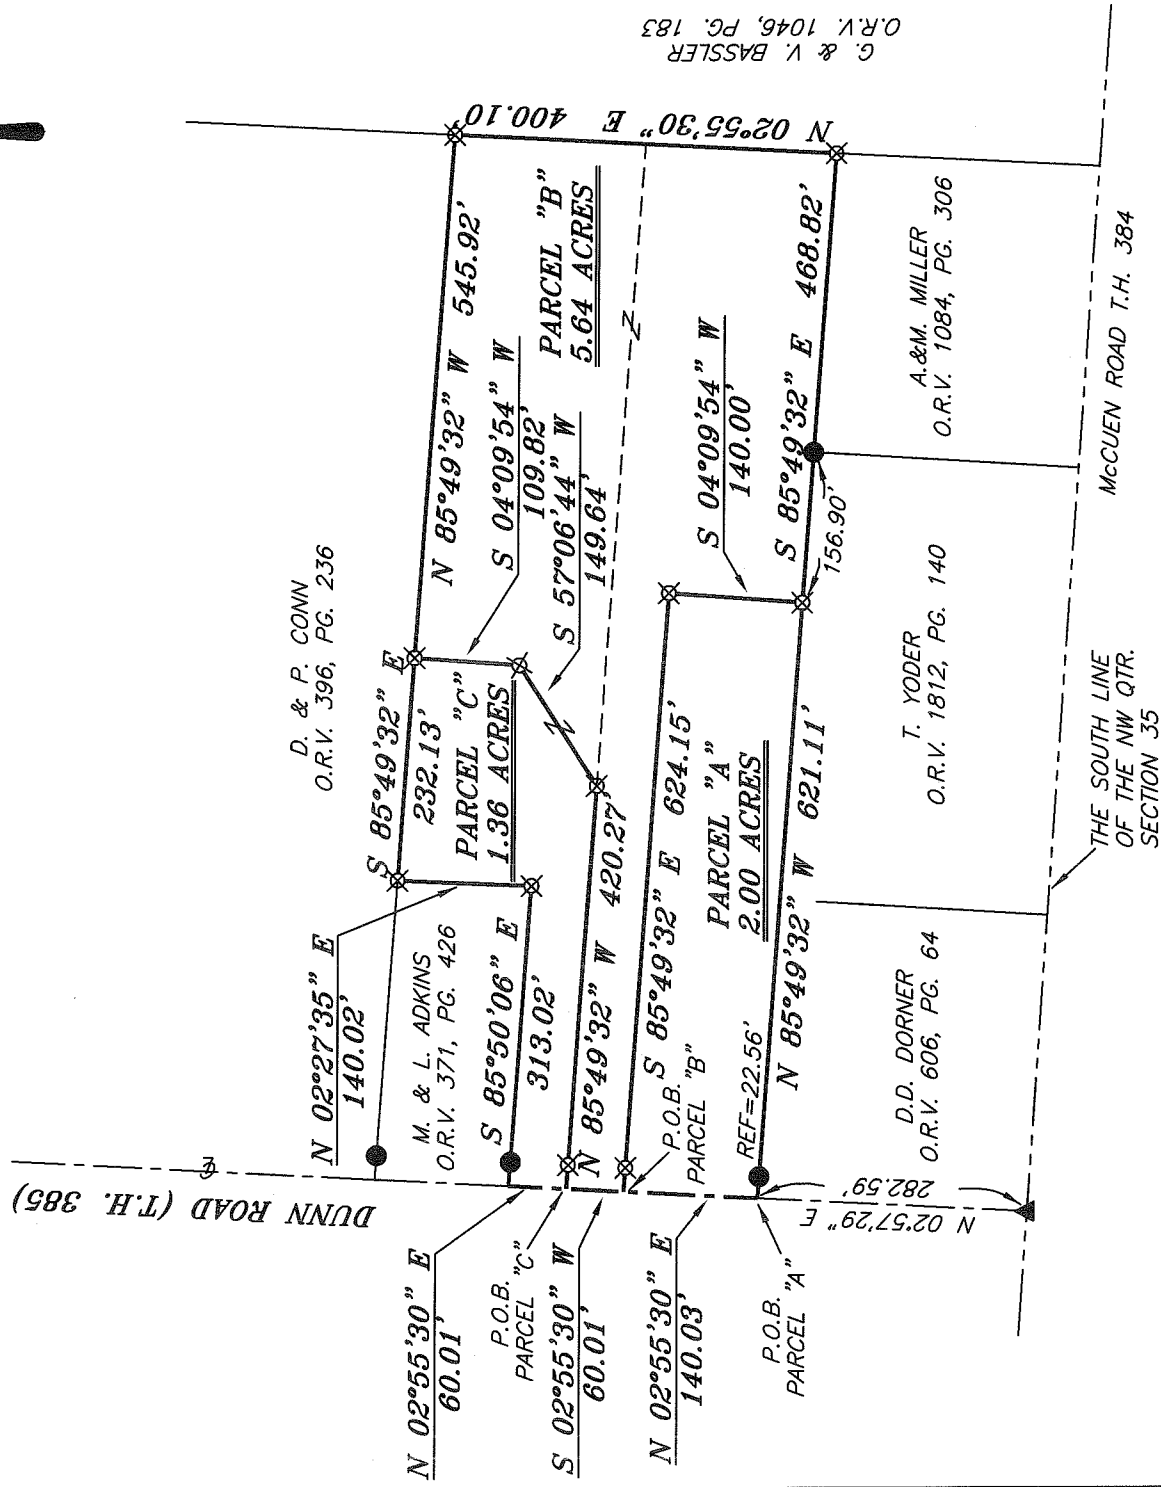 G. & V. BASSLER
O.R.V. 1046, PG. 183
N 02°55'30" E 400.10'
D. & P. CONN
O.R.V. 396, PG. 236
N 85°49'32" W 545.92'
PARCEL "B"
5.64 ACRES
S 04°09'54" W
109.82'
S 57°06'44" W
149.64'
S 85°49'32" E
232.13'
PARCEL "C"
1.36 ACRES
N 02°27'35" E
140.02'
M. & L. ADKINS
O.R.V. 371, PG. 426
S 85°50'06" E
313.02'
N 85°49'32" W 420.27'
DUNN ROAD (T.H. 385)
℄
N 02°55'30" E
60.01'
P.O.B.
PARCEL "C"
S 02°55'30" W
60.01'
P.O.B.
PARCEL "B"
S 85°49'32" E 624.15'
S 04°09'54" W
140.00'
PARCEL "A"
2.00 ACRES
N 02°55'30" E
140.03'
REF=22.56'
P.O.B.
PARCEL "A"
N 85°49'32" W 621.11'
S 85°49'32" E 468.82'
156.90'
N 02°57'29" E
282.59'
D.D. DORNER
O.R.V. 606, PG. 64
T. YODER
O.R.V. 1812, PG. 140
A.&M. MILLER
O.R.V. 1084, PG. 306
THE SOUTH LINE
OF THE NW QTR.
SECTION 35
McCUEN ROAD T.H. 384